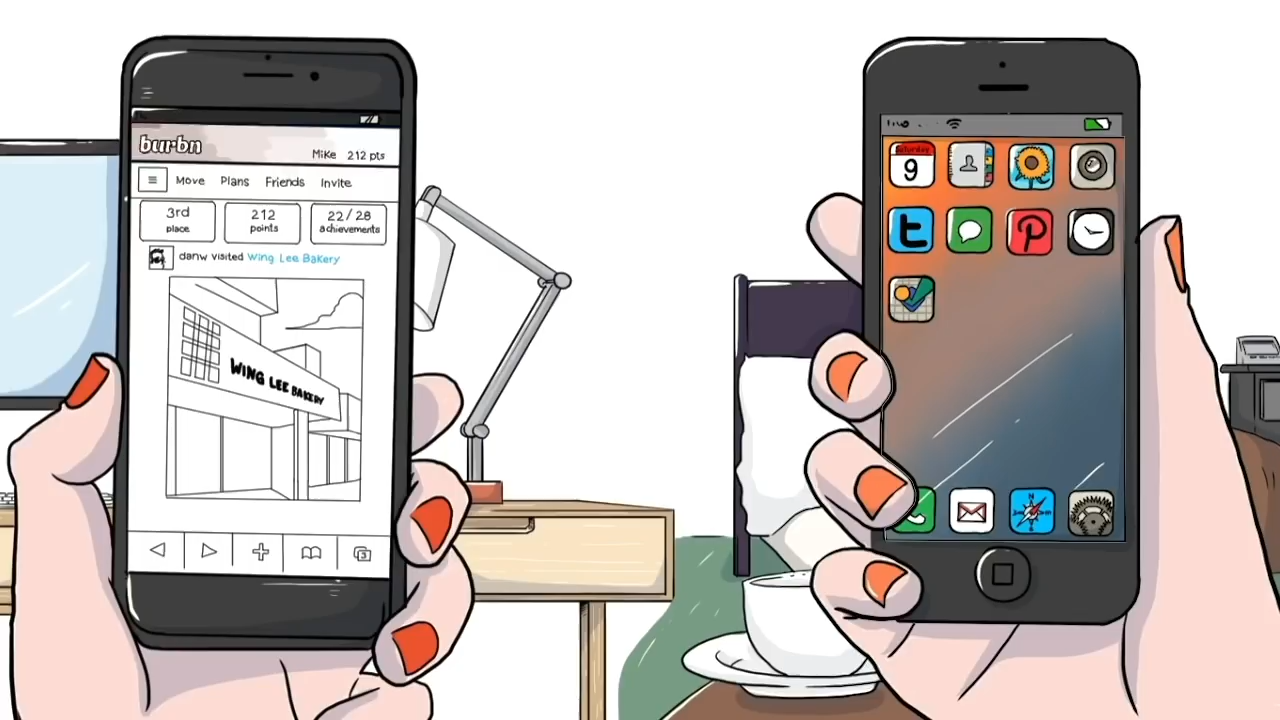 burbn
Mike 212 pts
Move Plans Friends Invite
3rd
place
212
points
22/28
achievements
danw visited Wing Lee Bakery
WING LEE BAKERY
Saturday
9